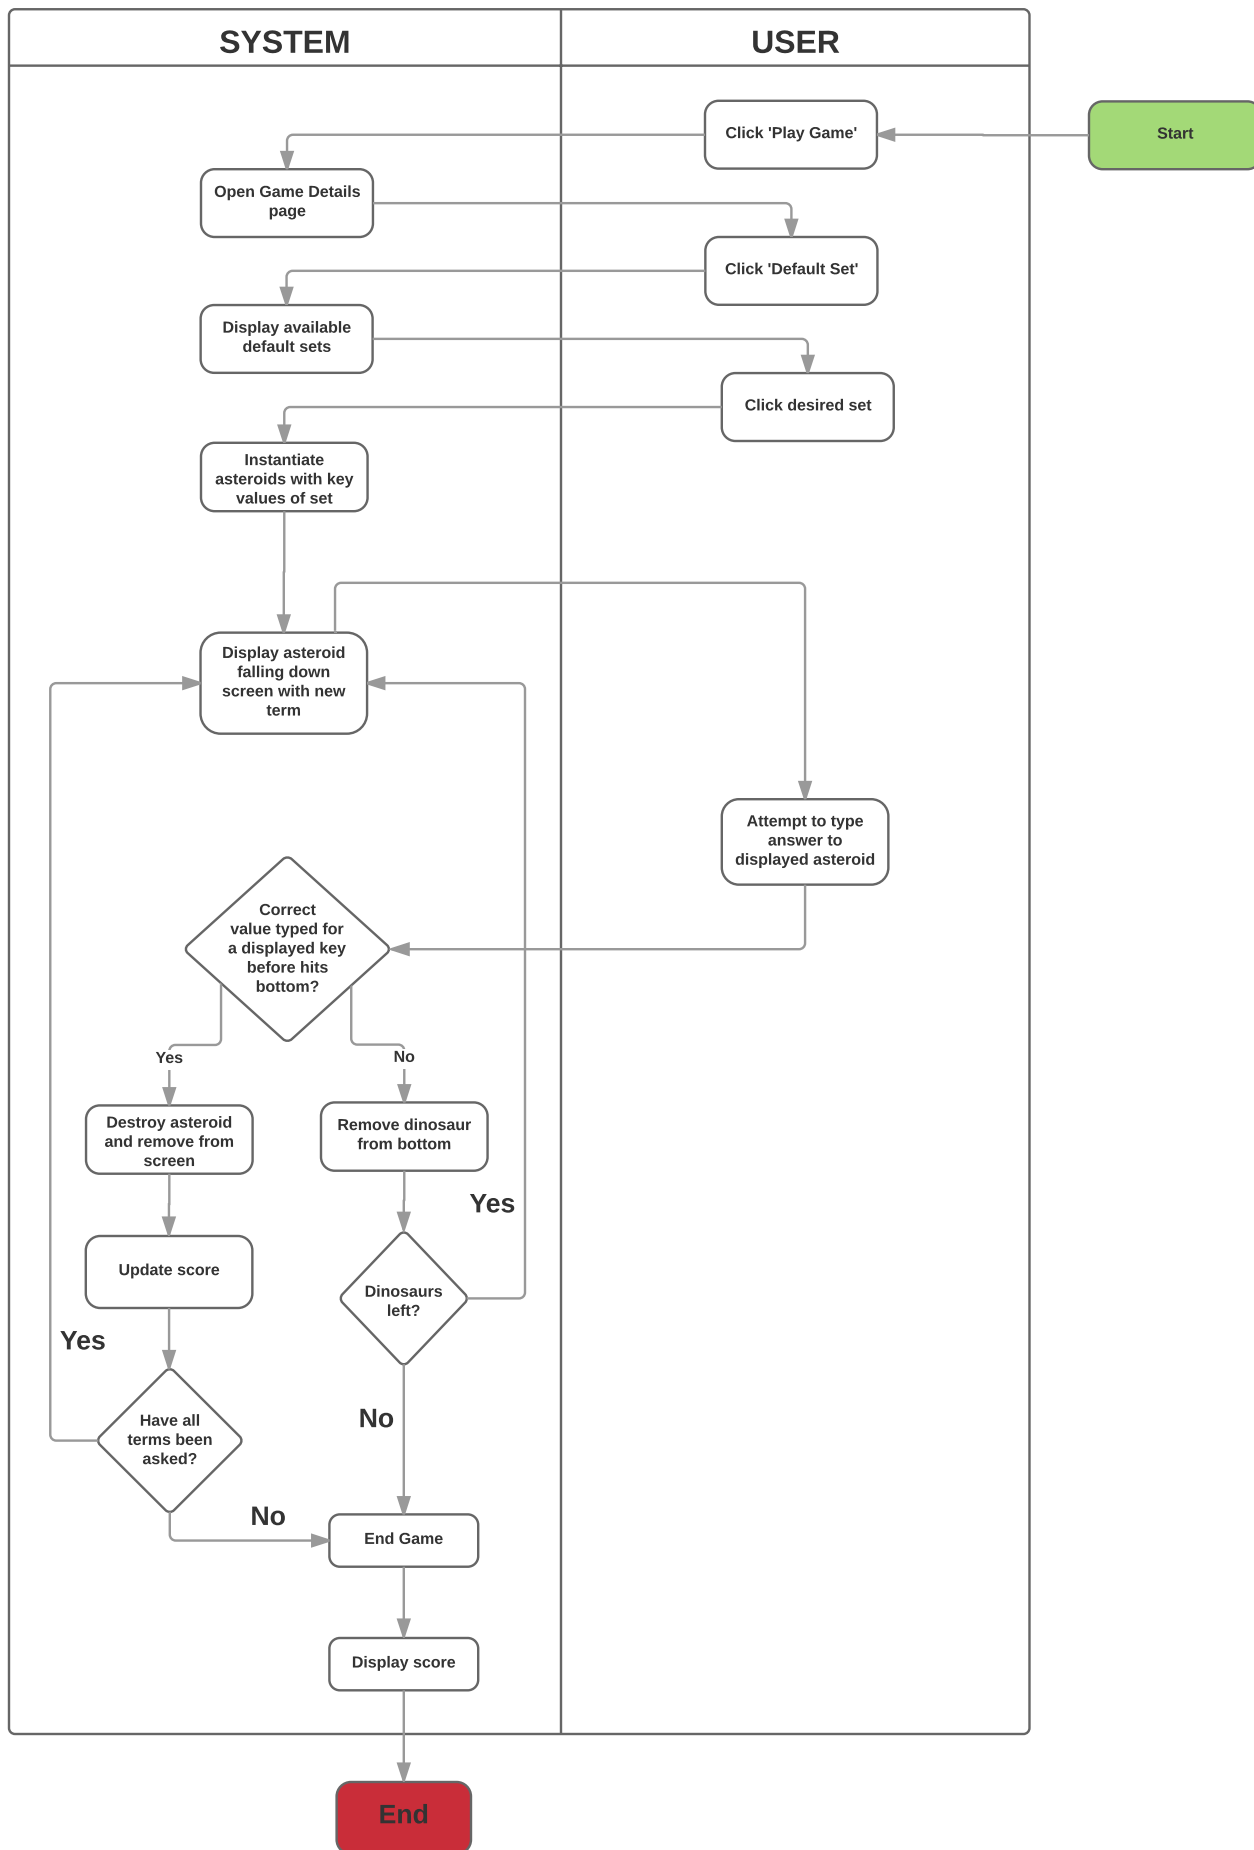 SYSTEM
USER
Click 'Play Game'
Start
Open Game Details
page
Click 'Default Set'
Display available
default sets
Click desired set
Instantiate
asteroids with key
values of set
Display asteroid
falling down
screen with new
term
Attempt to type
answer to
displayed asteroid
Correct
value typed for
a displayed key
before hits
bottom?
Yes
No
Destroy asteroid
and remove from
screen
Remove dinosaur
from bottom
Yes
Update score
Dinosaurs
left?
Yes
No
Have all
terms been
asked?
No
End Game
Display score
End